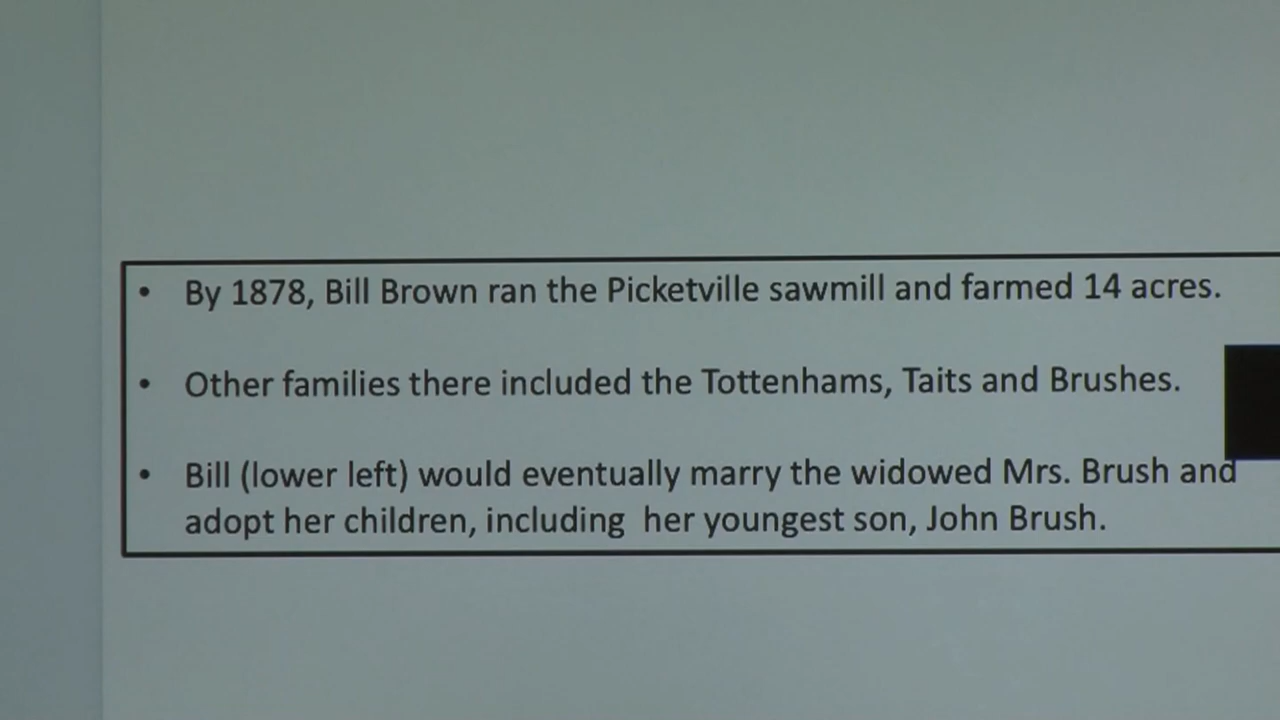 • By 1878, Bill Brown ran the Picketville sawmill and farmed 14 acres.
• Other families there included the Tottenhams, Taits and Brushes.
• Bill (lower left) would eventually marry the widowed Mrs. Brush and
adopt her children, including  her youngest son, John Brush.